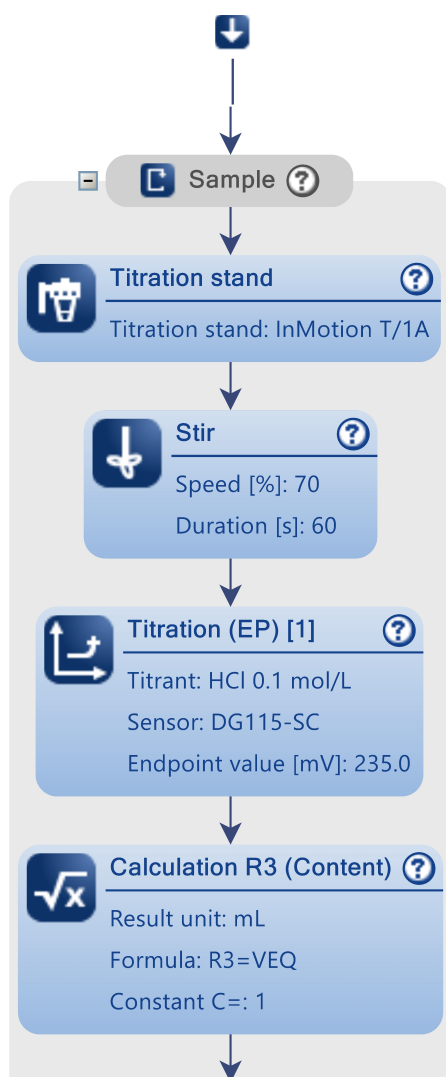 Sample
Titration stand
Titration stand: InMotion T/1A
Stir
Speed [%]: 70
Duration [s]: 60
Titration (EP) [1]
Titrant: HCl 0.1 mol/L
Sensor: DG115-SC
Endpoint value [mV]: 235.0
Calculation R3 (Content)
Result unit: mL
Formula: R3=VEQ
Constant C=: 1